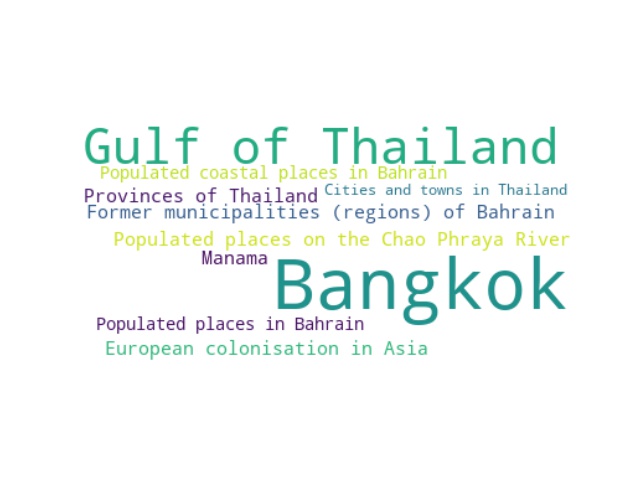 Gulf of Thailand
Populated coastal places in Bahrain
Provinces of Thailand
Cities and towns in Thailand
Former municipalities (regions) of Bahrain
Populated places on the Chao Phraya River
Manama
Bangkok
Populated places in Bahrain
European colonisation in Asia